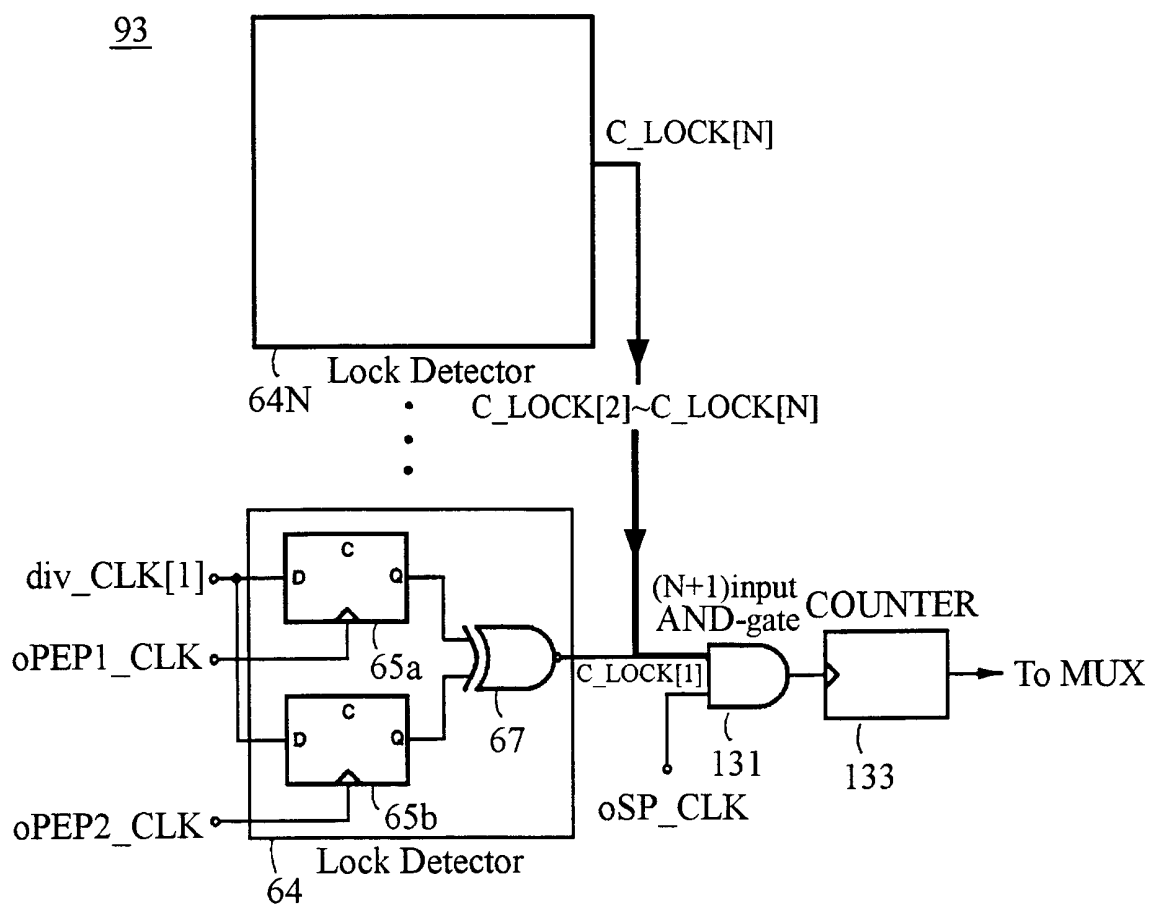 93
C_LOCK[N]
Lock Detector
64N
C_LOCK[2]~C_LOCK[N]
div_CLK[1]
D
C
Q
oPEP1_CLK
65a
(N+1)input
AND-gate
COUNTER
C_LOCK[1]
To MUX
67
D
C
Q
131
133
oSP_CLK
oPEP2_CLK
65b
Lock Detector
64